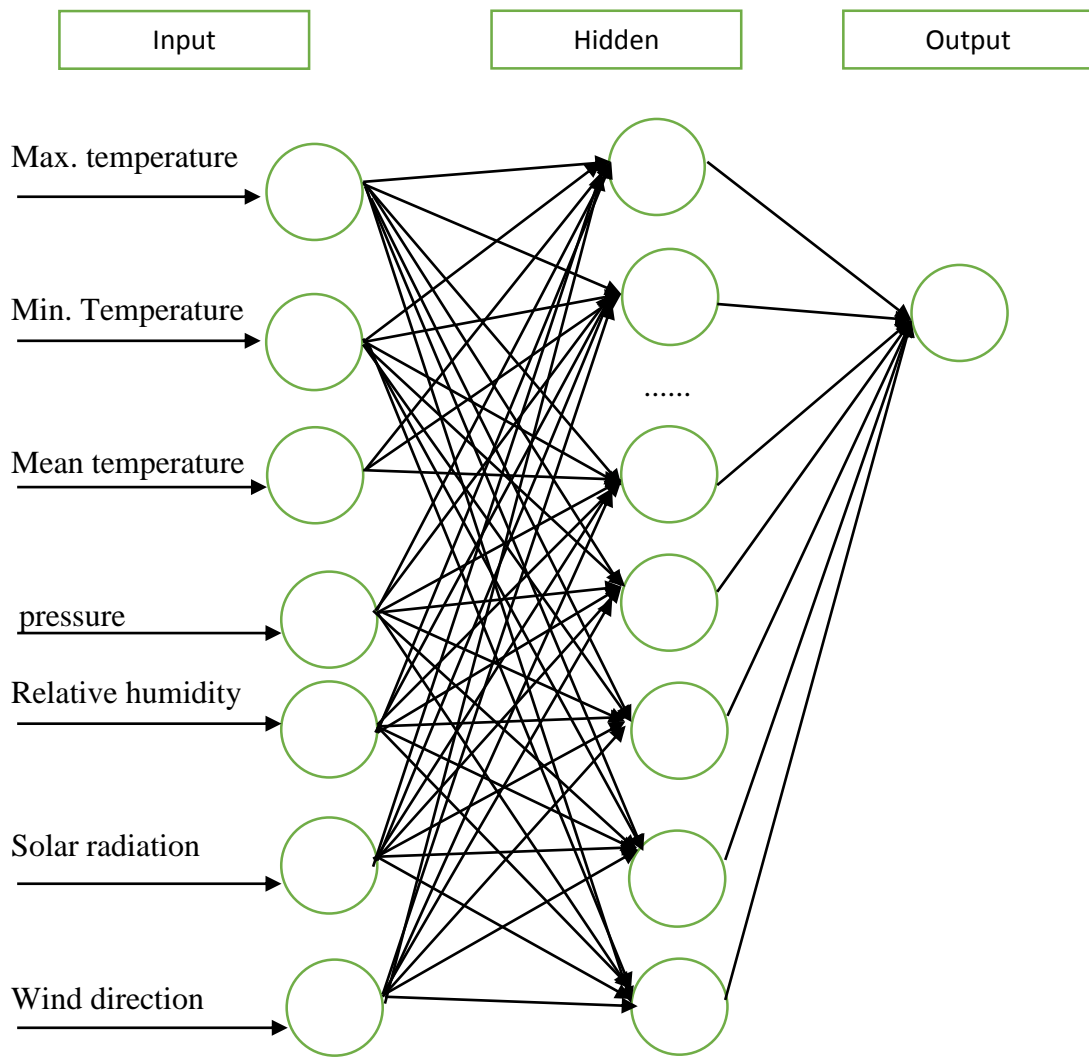 Input
Hidden
Output
Max. temperature
Min. Temperature
......
Mean temperature
pressure
Relative humidity
Solar radiation
Wind direction